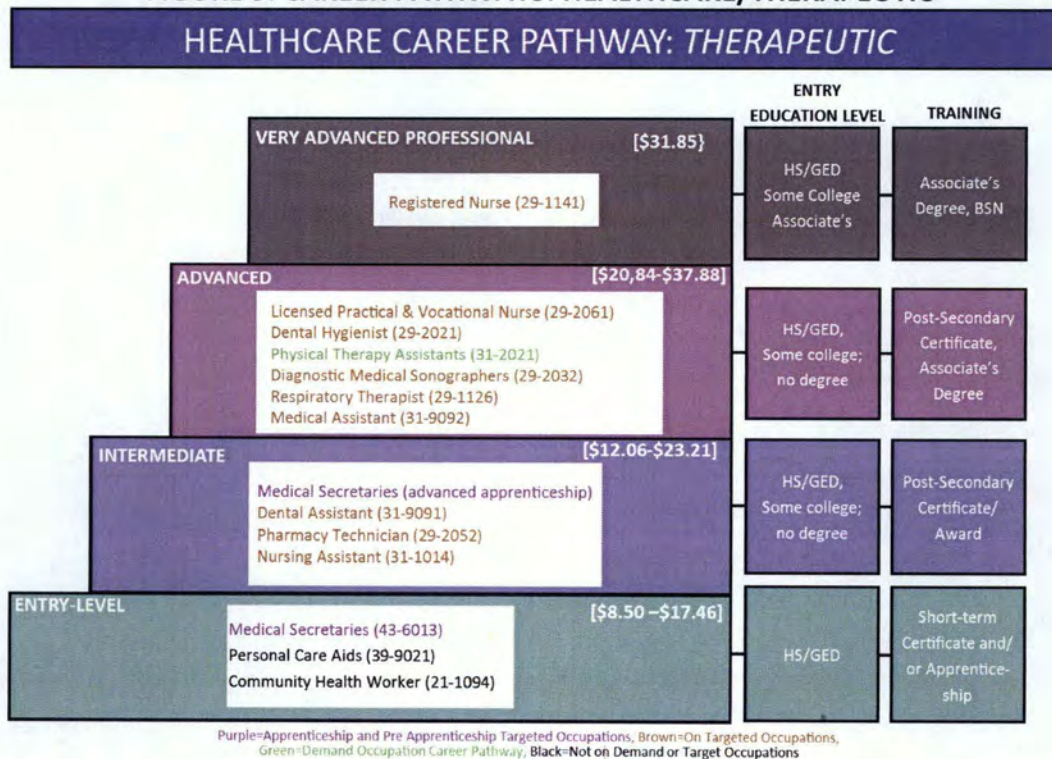 HEALTHCARE CAREER PATHWAY: THERAPEUTIC
ENTRY
EDUCATION LEVEL
TRAINING
VERY ADVANCED PROFESSIONAL
[$31.85}
Registered Nurse (29-1141)
HS/GED
Some College
Associate's
Associate's
Degree, BSN
ADVANCED
[$20,84-$37.88]
Licensed Practical & Vocational Nurse (29-2061)
Dental Hygienist (29-2021)
Physical Therapy Assistants (31-2021)
Diagnostic Medical Sonographers (29-2032)
Respiratory Therapist (29-1126)
Medical Assistant (31-9092)
HS/GED,
Some college;
no degree
Post-Secondary
Certificate,
Associate's
Degree
INTERMEDIATE
[$12.06-$23.21]
Medical Secretaries (advanced apprenticeship)
Dental Assistant (31-9091)
Pharmacy Technician (29-2052)
Nursing Assistant (31-1014)
HS/GED,
Some college;
no degree
Post-Secondary
Certificate/
Award
ENTRY-LEVEL
[$8.50 –$17.46]
Medical Secretaries (43-6013)
Personal Care Aids (39-9021)
Community Health Worker (21-1094)
HS/GED
Short-term
Certificate and/
or Apprentice-
ship
Purple=Apprenticeship and Pre Apprenticeship Targeted Occupations, Brown=On Targeted Occupations,
Green=Demand Occupation Career Pathway, Black=Not on Demand or Target Occupations